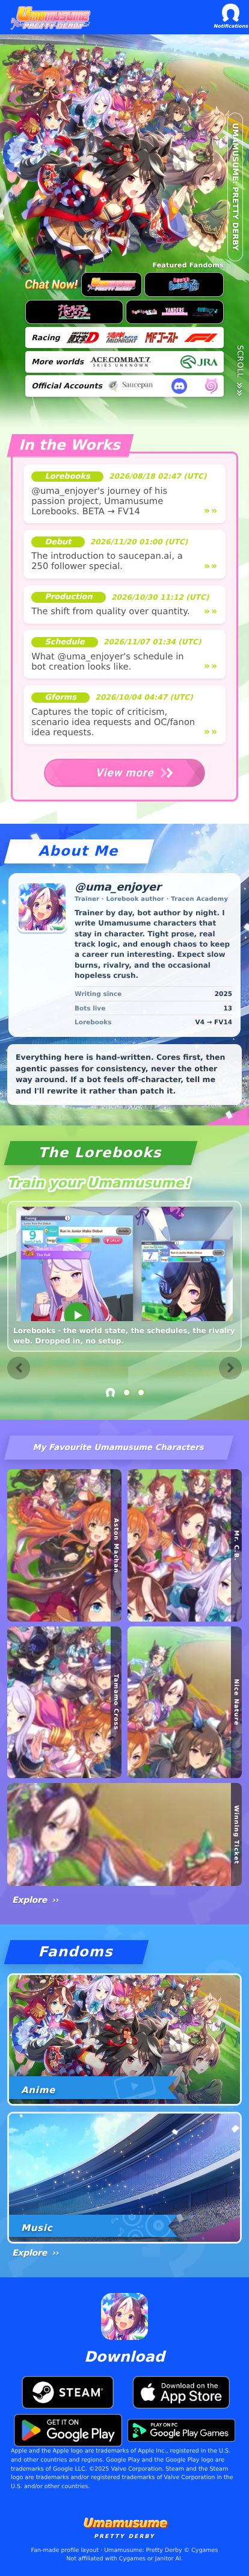 Umamusume
PRETTY DERBY
Notifications
UMAMUSUME: PRETTY DERBY
Featured Fandoms
Chat Now!
Racing
MFゴースト
F1
More worlds
ACE COMBAT 7
SKIES UNKNOWN
JRA
Official Accounts
Saucepan
SCROLL »»
In the Works
Lorebooks 2026/08/18 02:47 (UTC)
@uma_enjoyer's journey of his
passion project, Umamusume
Lorebooks. BETA → FV14 »»
Debut 2026/11/20 01:00 (UTC)
The introduction to saucepan.ai, a
250 follower special. »»
Production 2026/10/30 11:12 (UTC)
The shift from quality over quantity. »»
Schedule 2026/11/07 01:34 (UTC)
What @uma_enjoyer's schedule in
bot creation looks like. »»
Gforms 2026/10/04 04:47 (UTC)
Captures the topic of criticism,
scenario idea requests and OC/fanon
idea requests. »»
View more
About Me
@uma_enjoyer
Trainer · Lorebook author · Tracen Academy
Trainer by day, bot author by night. I
write Umamusume characters that
stay in character. Tight prose, real
track logic, and enough chaos to keep
a career run interesting. Expect slow
burns, rivalry, and the occasional
hopeless crush.
Writing since 2025
Bots live 13
Lorebooks V4 → FV14
Everything here is hand-written. Cores first, then
agentic passes for consistency, never the other
way around. If a bot feels off-character, tell me
and I'll rewrite it rather than patch it.
The Lorebooks
Train your Umamusume!
Lorebooks - the world state, the schedules, the rivalry
web. Dropped in, no setup.
My Favourite Umamusume Characters
Aston Machan
Mr. C.B.
Tamamo Cross
Nice Nature
Winning Ticket
Explore ››
Fandoms
Anime
Music
Explore ››
Download
STEAM
Download on the
App Store
GET IT ON
Google Play
PLAY ON PC
Google Play Games
Apple and the Apple logo are trademarks of Apple Inc., registered in the U.S.
and other countries and regions. Google Play and the Google Play logo are
trademarks of Google LLC. ©2025 Valve Corporation. Steam and the Steam
logo are trademarks and/or registered trademarks of Valve Corporation in the
U.S. and/or other countries.
Umamusume
PRETTY DERBY
Fan-made profile layout · Umamusume: Pretty Derby © Cygames
Not affiliated with Cygames or Janitor AI.